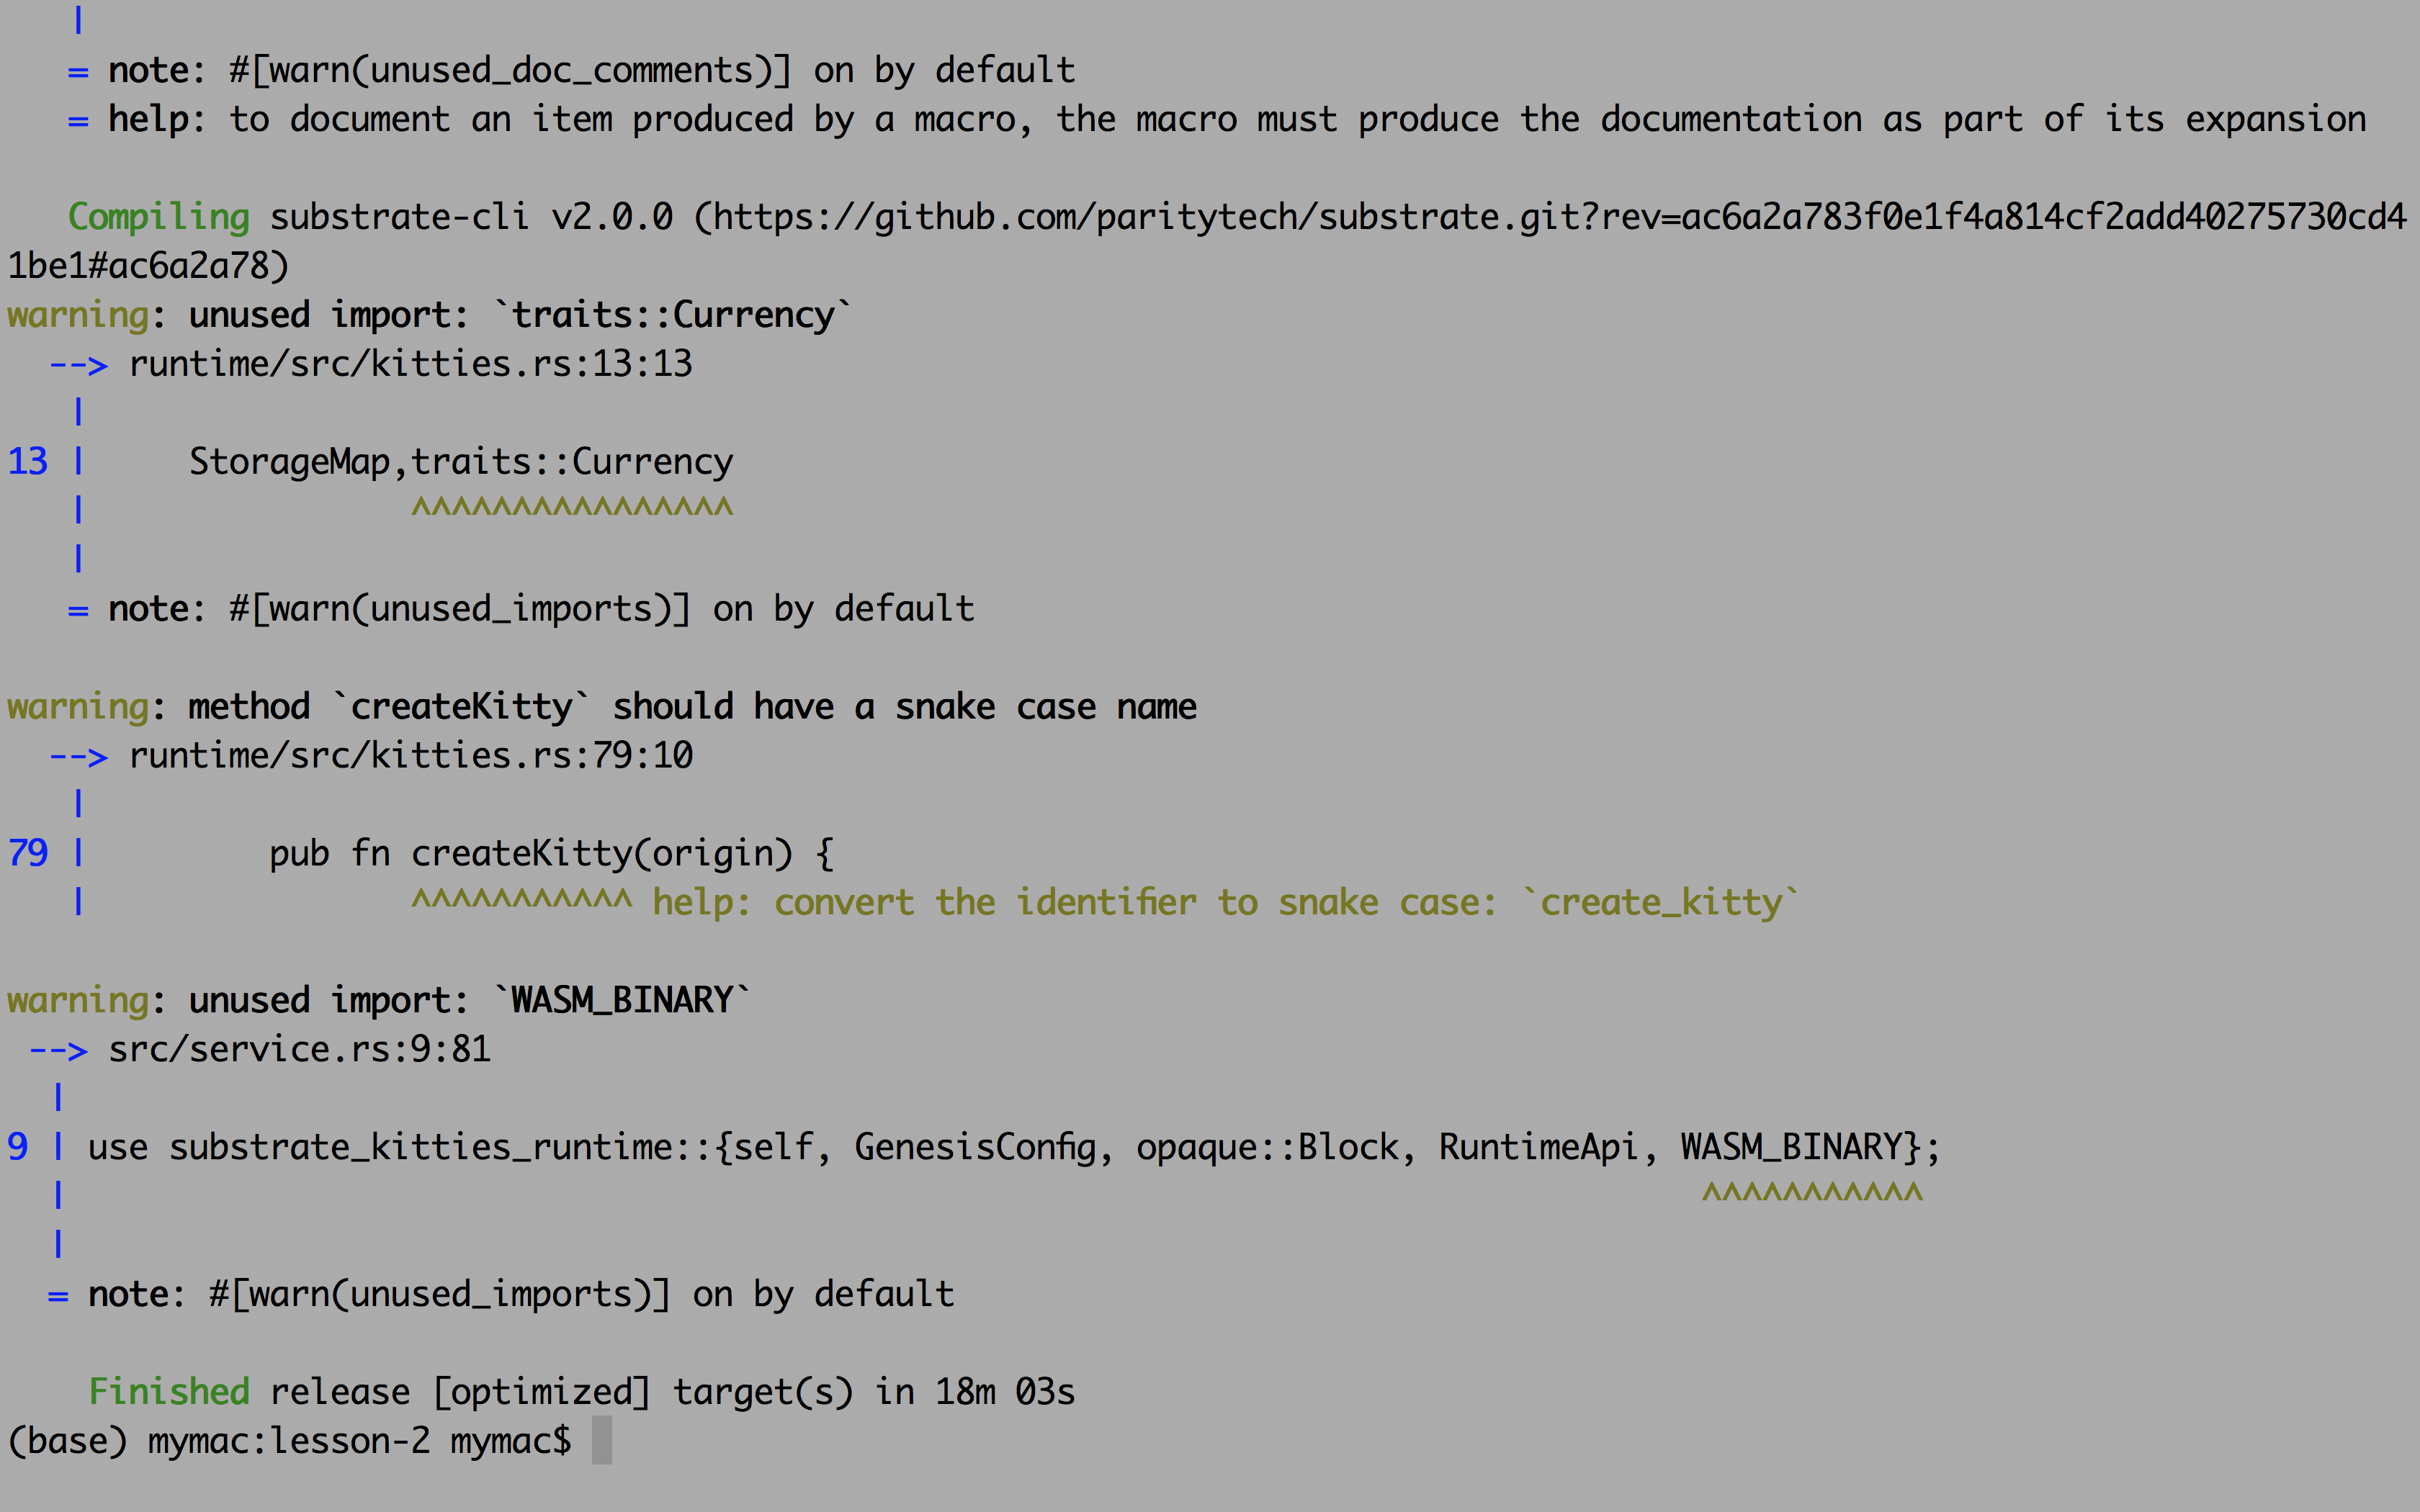 |
= note: #[warn(unused_doc_comments)] on by default
= help: to document an item produced by a macro, the macro must produce the documentation as part of its expansion
Compiling substrate-cli v2.0.0 (https://github.com/paritytech/substrate.git?rev=ac6a2a783f0e1f4a814cf2add40275730cd4
1be1#ac6a2a78)
warning: unused import: `traits::Currency`
--> runtime/src/kitties.rs:13:13
|
13 |     StorageMap,traits::Currency
|                ^^^^^^^^^^^^^^^^
|
= note: #[warn(unused_imports)] on by default
warning: method `createKitty` should have a snake case name
--> runtime/src/kitties.rs:79:10
|
79 |         pub fn createKitty(origin) {
|                ^^^^^^^^^^^ help: convert the identifier to snake case: `create_kitty`
warning: unused import: `WASM_BINARY`
--> src/service.rs:9:81
|
9 | use substrate_kitties_runtime::{self, GenesisConfig, opaque::Block, RuntimeApi, WASM_BINARY};
|                                                                                 ^^^^^^^^^^^
|
= note: #[warn(unused_imports)] on by default
Finished release [optimized] target(s) in 18m 03s
(base) mymac:lesson-2 mymac$